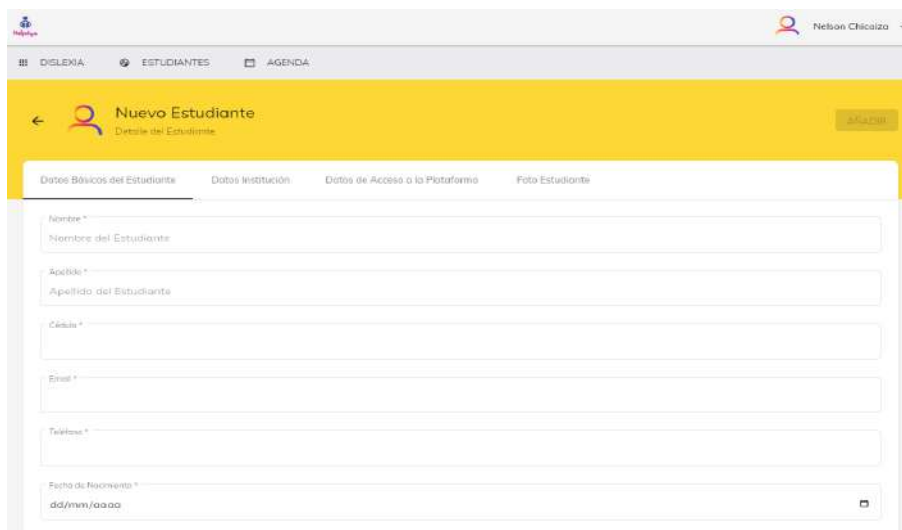 Helpdys
Nelson Chicaiza
DISLEXIA ESTUDIANTES AGENDA
Nuevo Estudiante
Detalle del Estudiante
AÑADIR
Datos Básicos del Estudiante Datos Institución Datos de Acceso a la Plataforma Foto Estudiante
Nombre *
Nombre del Estudiante
Apellido *
Apellido del Estudiante
Cédula *
Email *
Teléfono *
Fecha de Nacimiento *
dd/mm/aaaa